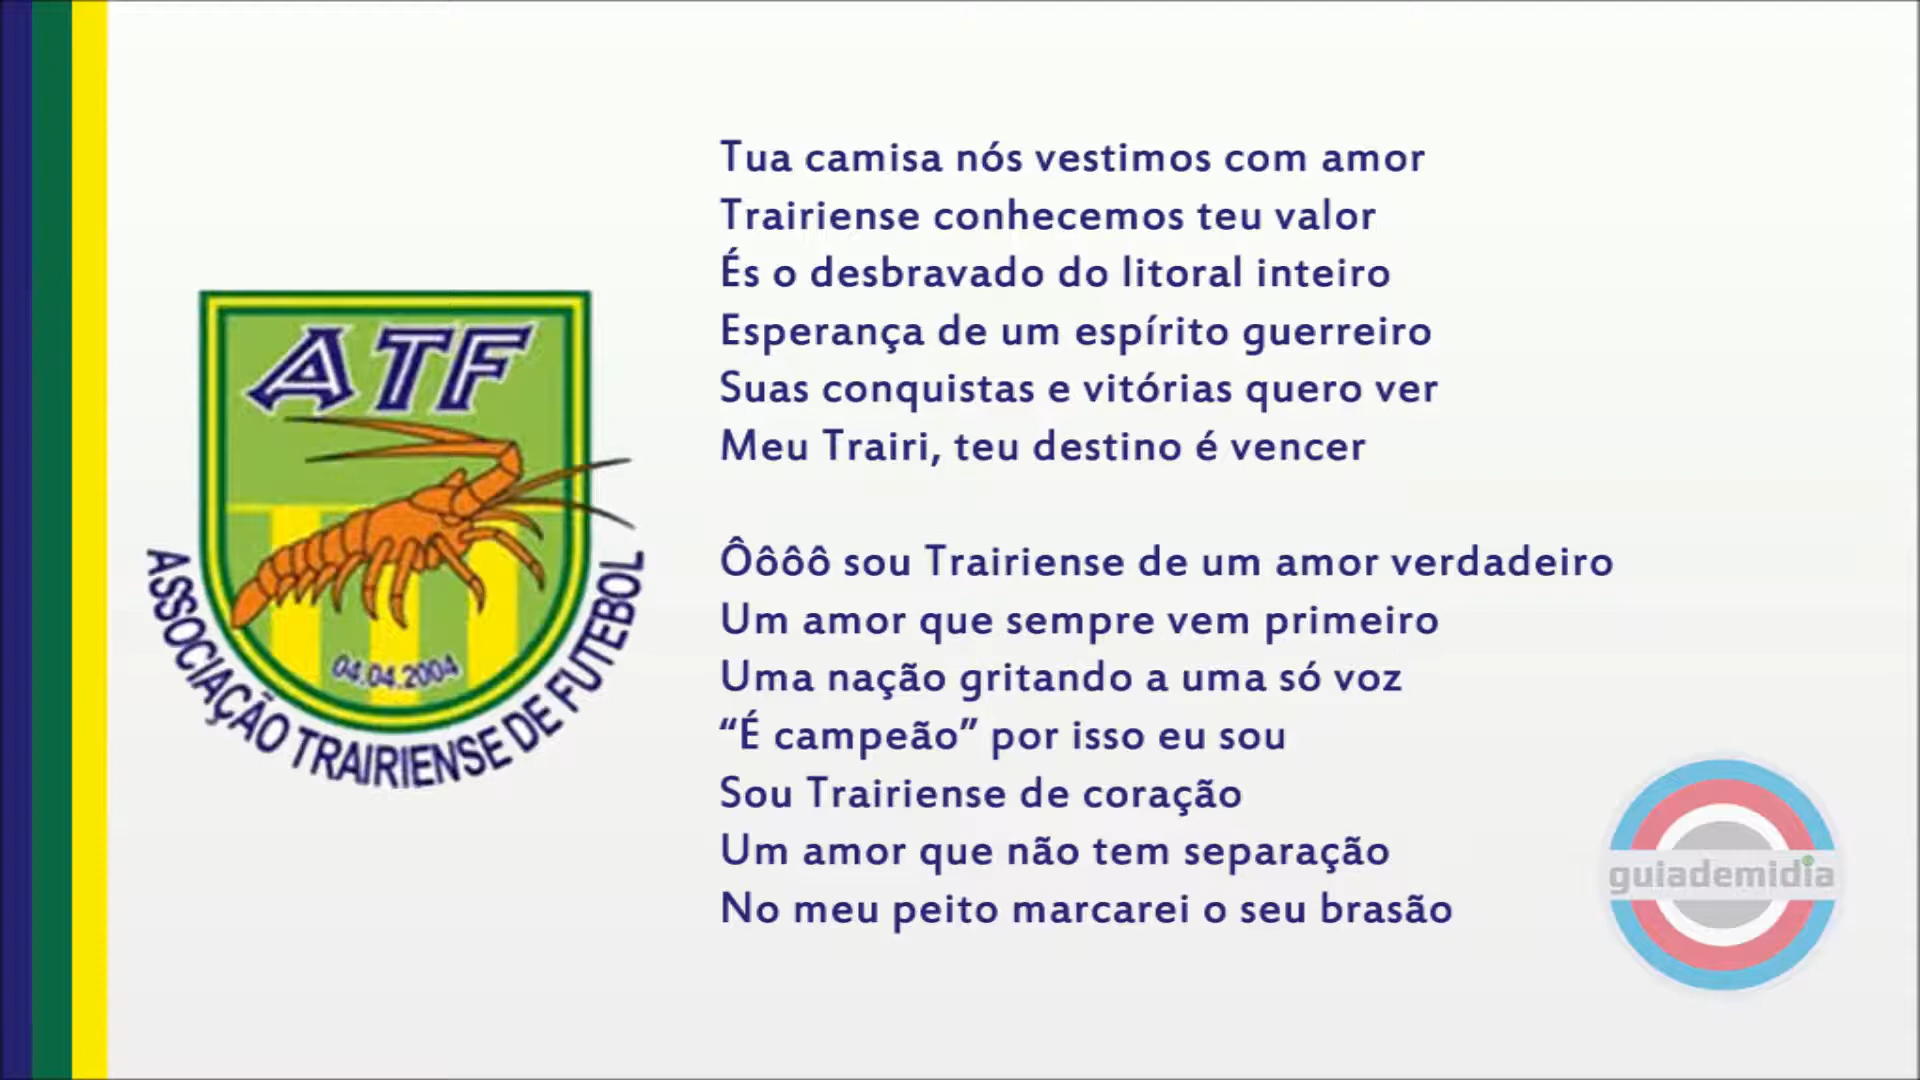 ATF
04.04.2004
ASSOCIAÇÃO TRAIRIENSE DE FUTEBOL
Tua camisa nós vestimos com amor
Trairiense conhecemos teu valor
És o desbravado do litoral inteiro
Esperança de um espírito guerreiro
Suas conquistas e vitórias quero ver
Meu Trairi, teu destino é vencer
Ôôôô sou Trairiense de um amor verdadeiro
Um amor que sempre vem primeiro
Uma nação gritando a uma só voz
“É campeão” por isso eu sou
Sou Trairiense de coração
Um amor que não tem separação
No meu peito marcarei o seu brasão
guiademidia